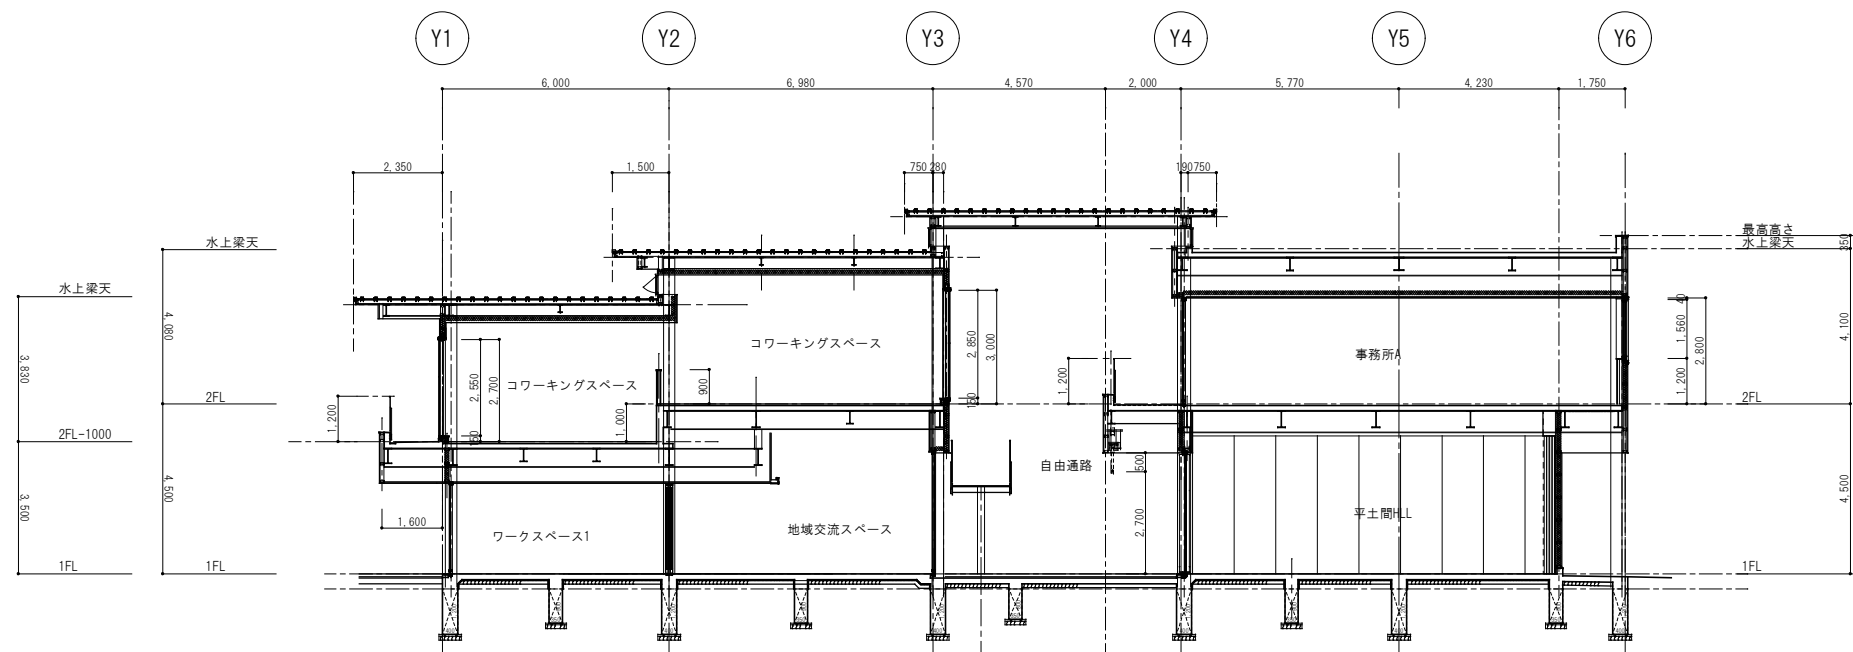 Y1 Y2 Y3 Y4 Y5 Y6
6,000 6,980 4,570 2,000 5,770 4,230 1,750
2,350 1,500 750 280 190 750
最高高さ
水上梁天 水上梁天 350
水上梁天
4,080 3,830 2,550 2,700 900 2,850 3,000 1,200 1,560 40 2,800 4,100
コワーキングスペース
事務所A
コワーキングスペース
1,200 1,000 150 150 1,200
2FL 2FL
2FL-1000
自由通路
500
4,500 3,500 2,700 4,500
平土間HLL
1,600
地域交流スペース
ワークスペース1
1FL 1FL 1FL